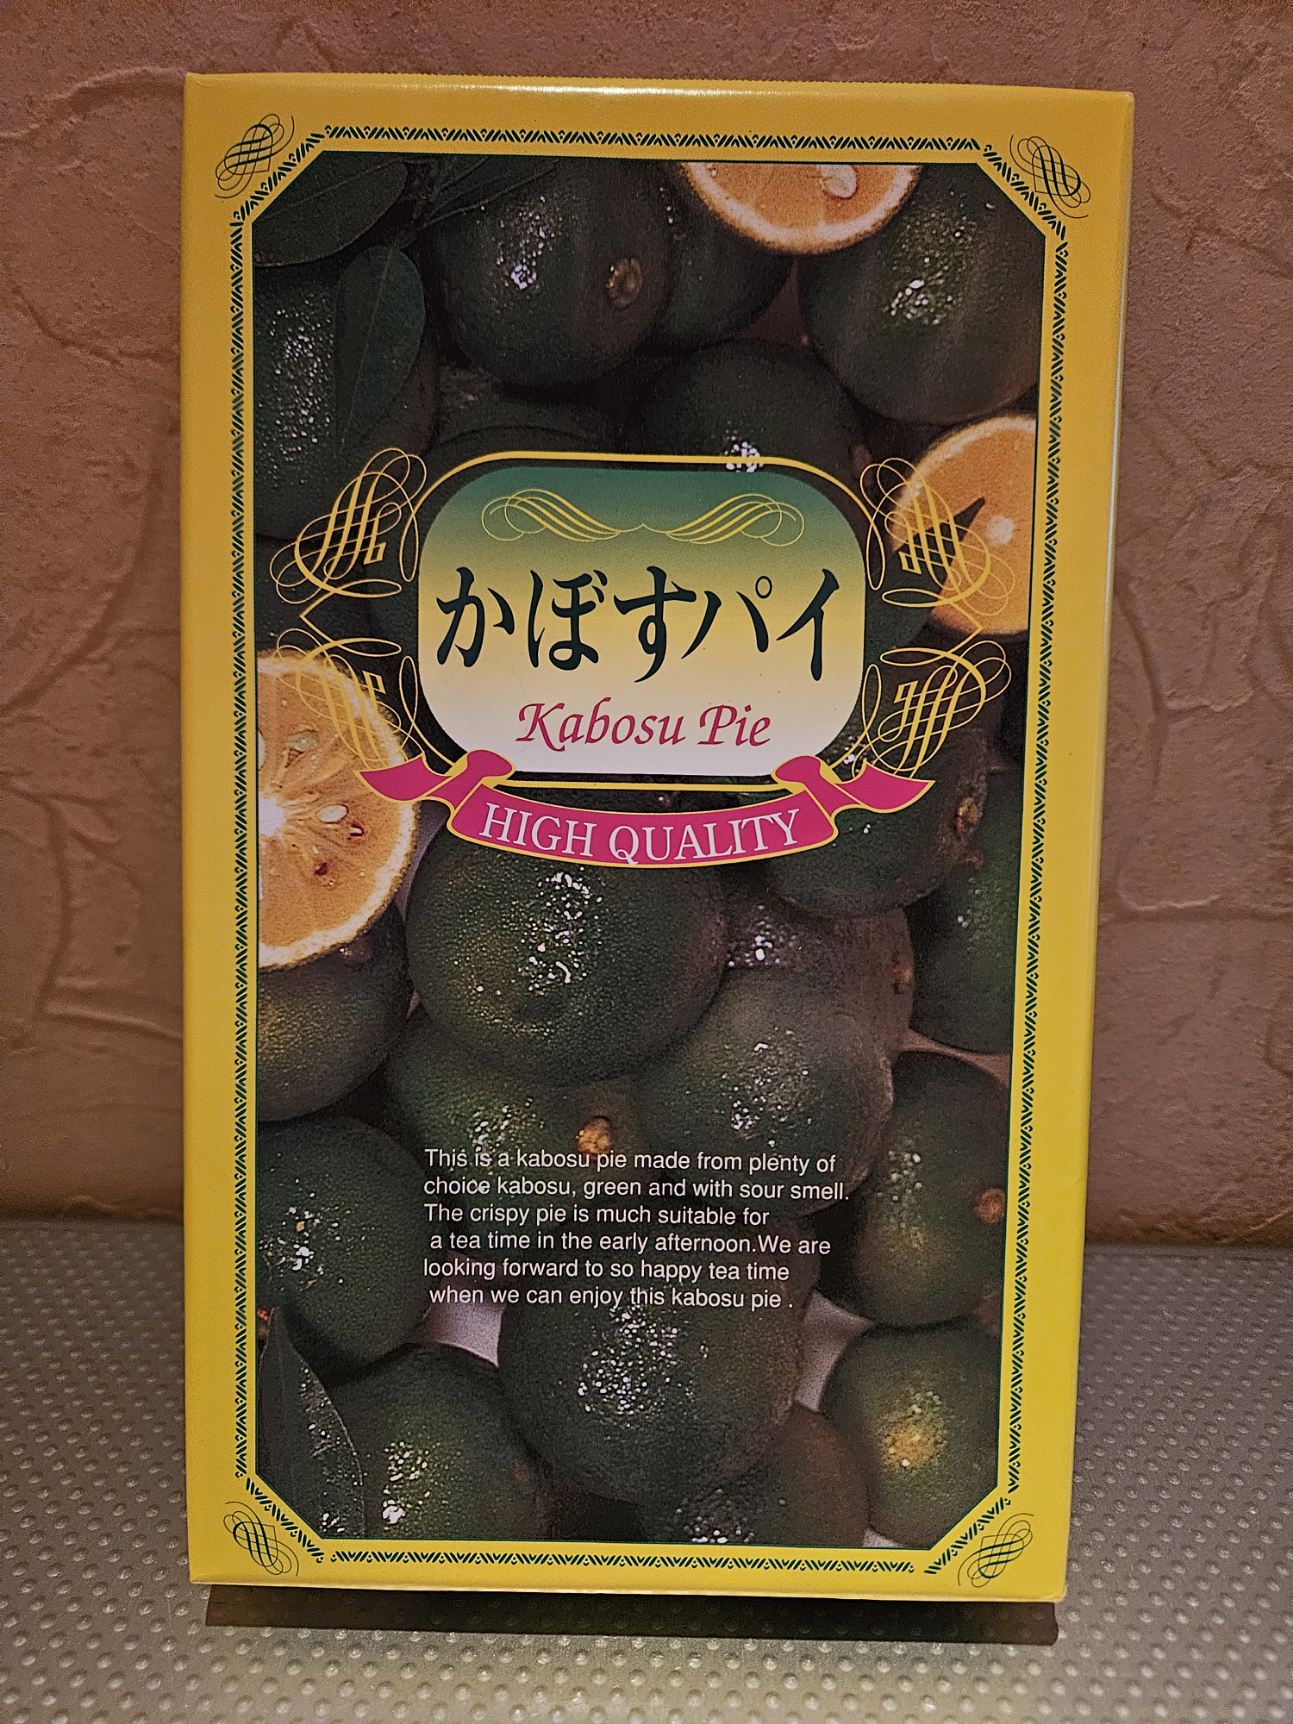 かぼすパイ
Kabosu Pie
HIGH QUALITY
This is a kabosu pie made from plenty of
choice kabosu, green and with sour smell.
The crispy pie is much suitable for
a tea time in the early afternoon.We are
looking forward to so happy tea time
when we can enjoy this kabosu pie .